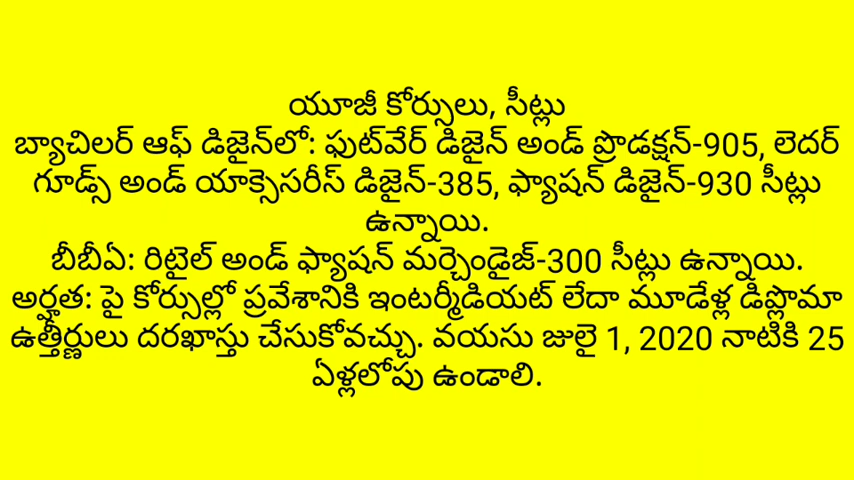 యూజీ కోర్సులు, సీట్లు
బ్యాచిలర్ ఆఫ్ డిజైన్‌లో: ఫుట్‌వేర్ డిజైన్ అండ్ ప్రొడక్షన్-905, లెదర్
గూడ్స్ అండ్ యాక్సెసరీస్ డిజైన్-385, ఫ్యాషన్ డిజైన్-930 సీట్లు
ఉన్నాయి.
బీబీఏ: రిటైల్ అండ్ ఫ్యాషన్ మర్చెండైజ్-300 సీట్లు ఉన్నాయి.
అర్హత: పై కోర్సుల్లో ప్రవేశానికి ఇంటర్మీడియట్ లేదా మూడేళ్ల డిప్లొమా
ఉత్తీర్ణులు దరఖాస్తు చేసుకోవచ్చు. వయసు జులై 1, 2020 నాటికి 25
ఏళ్లలోపు ఉండాలి.